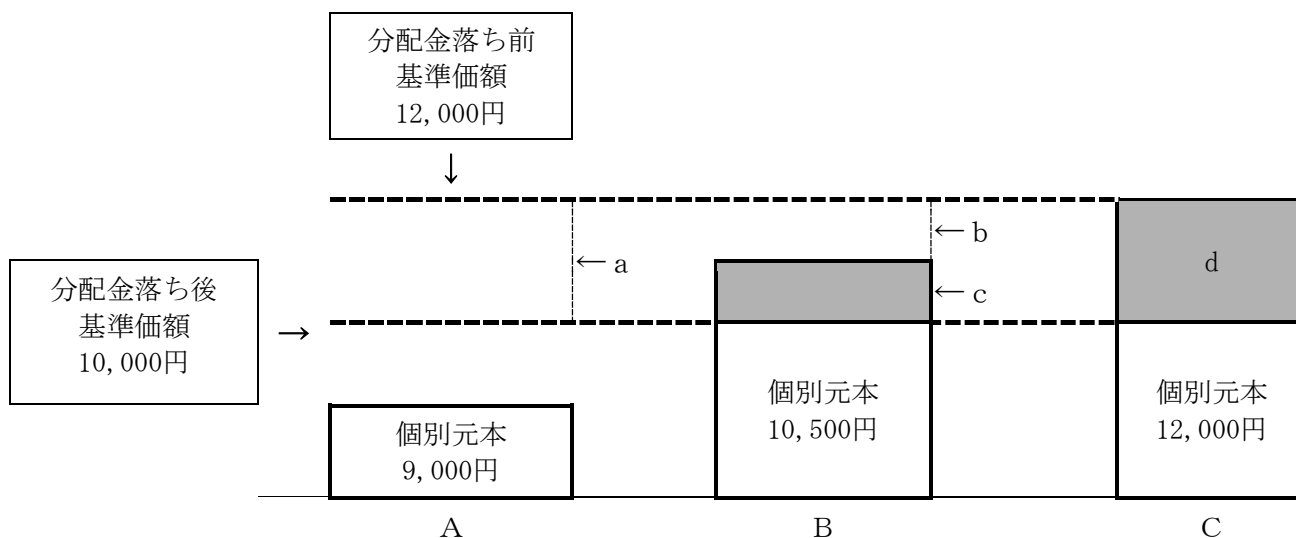 分配金落ち前
基準価額
12,000円
↓
←b
←a
d
分配金落ち後
基準価額
10,000円
→
←c
個別元本
9,000円
個別元本
10,500円
個別元本
12,000円
A
B
C